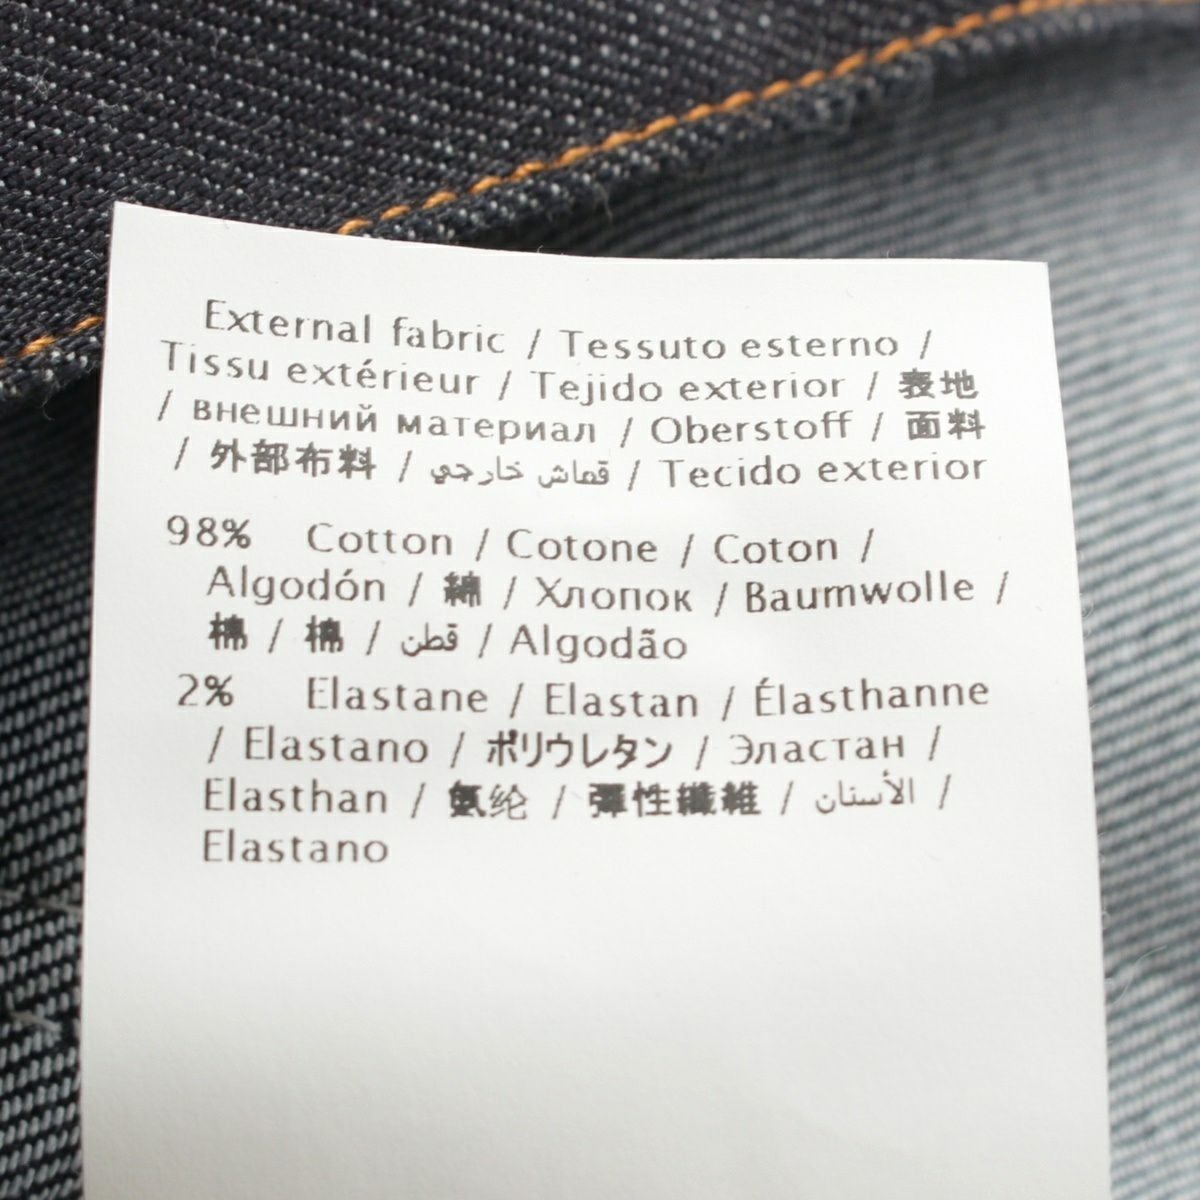 External fabric / Tessuto esterno /
Tissu extérieur / Tejido exterior / 表地
/ внешний материал / Oberstoff / 面料
/ 外部布料 / قماش خارجي / Tecido exterior
98% Cotton / Cotone / Coton /
Algodón / 綿 / Хлопок / Baumwolle /
棉 / 棉 / قطن / Algodão
2% Elastane / Elastan / Élasthanne
/ Elastano / ポリウレタン / Эластан /
Elasthan / 氨纶 / 彈性纖維 / الأسنان /
Elastano